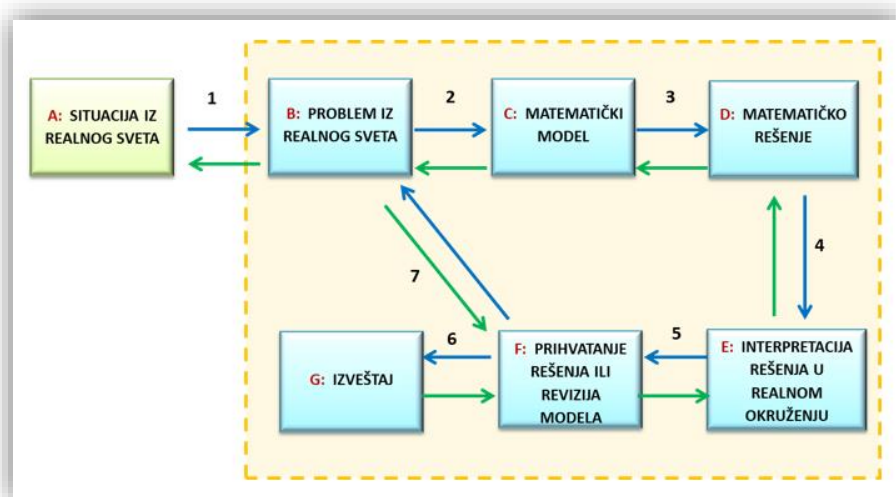 A: SITUACIJA IZ
REALNOG SVETA
1
B: PROBLEM IZ
REALNOG SVETA
2
C: MATEMATIČKI
MODEL
3
D: MATEMATIČKO
REŠENJE
4
7
G: IZVEŠTAJ
6
F: PRIHVATANJE
REŠENJA ILI
REVIZIJA
MODELA
5
E: INTERPRETACIJA
REŠENJA U
REALNOM
OKRUŽENJU